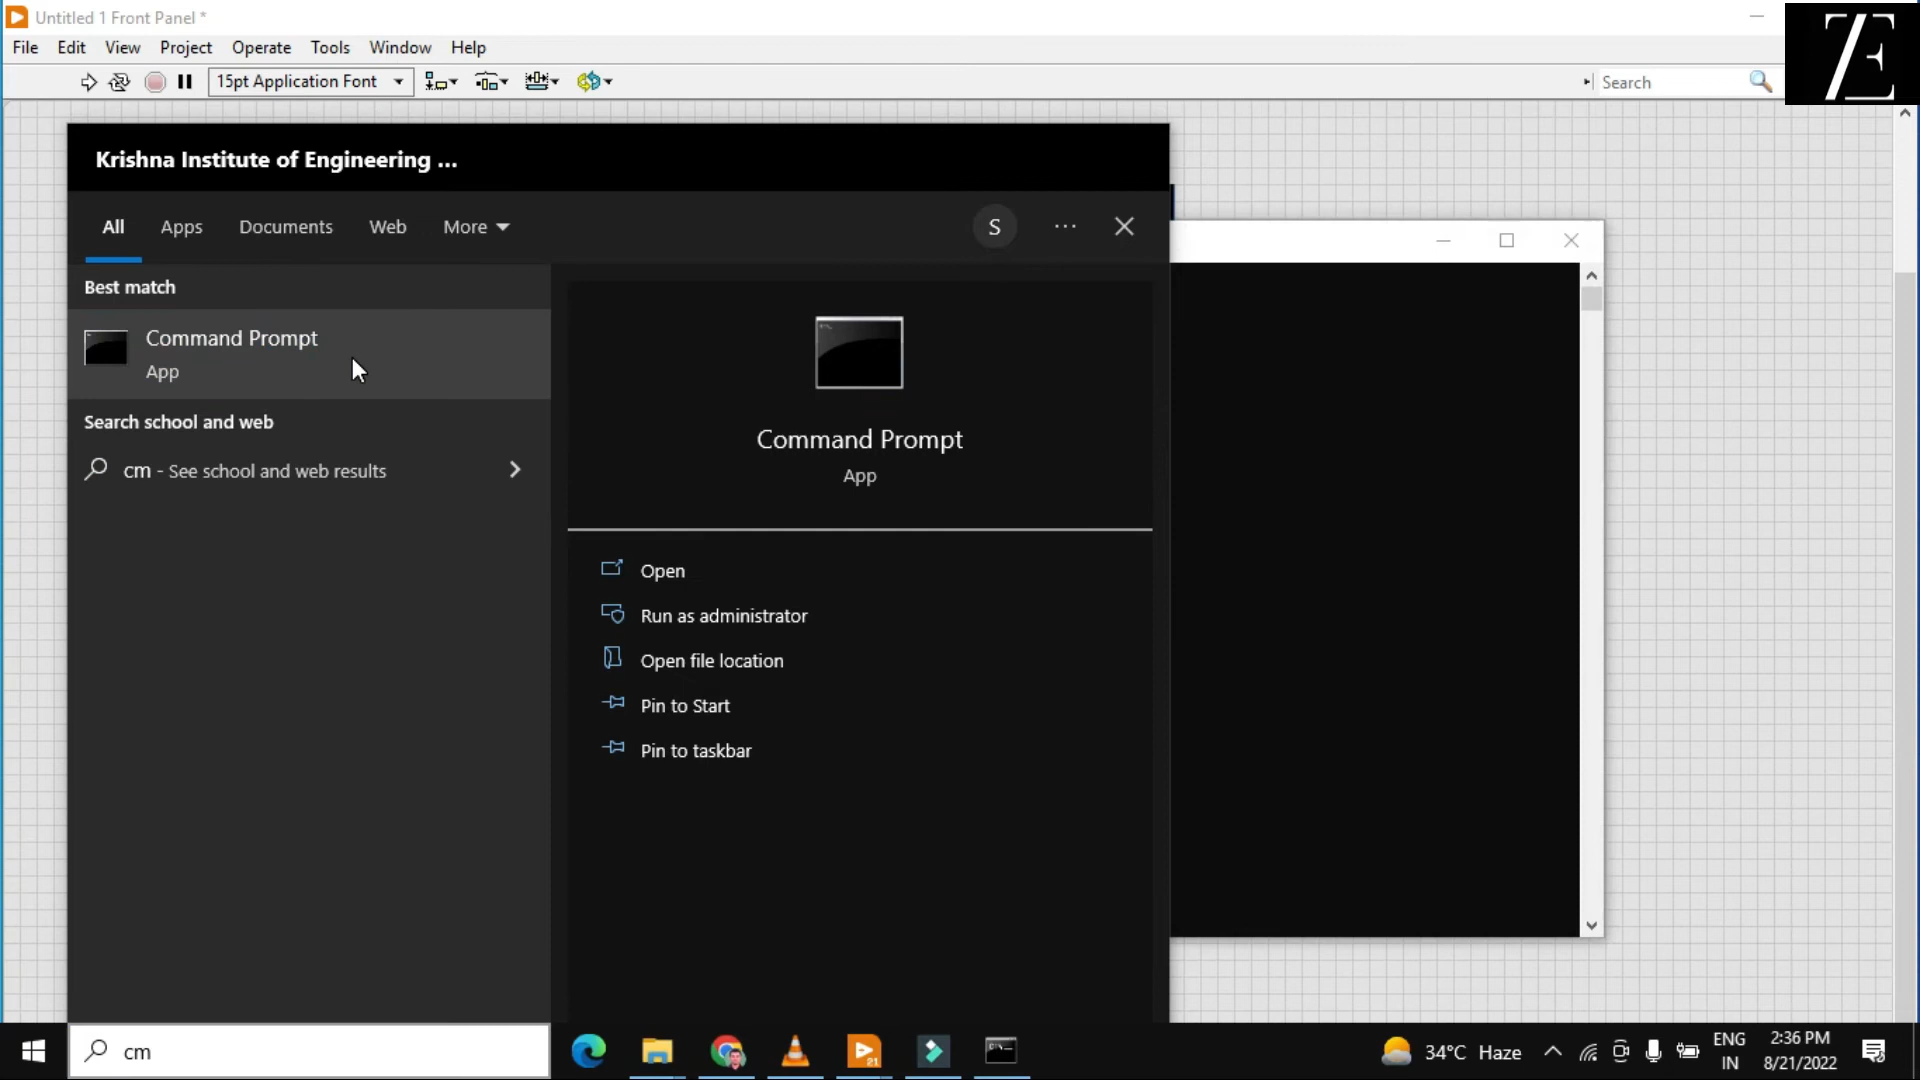 Untitled 1 Front Panel *
File Edit View Project Operate Tools Window Help
15pt Application Font
Search
ZE
Krishna Institute of Engineering ...
All Apps Documents Web More
S
Best match
Command Prompt
App
Search school and web
cm - See school and web results
Command Prompt
App
Open
Run as administrator
Open file location
Pin to Start
Pin to taskbar
cm
21
34°C Haze
ENG
IN
2:36 PM
8/21/2022